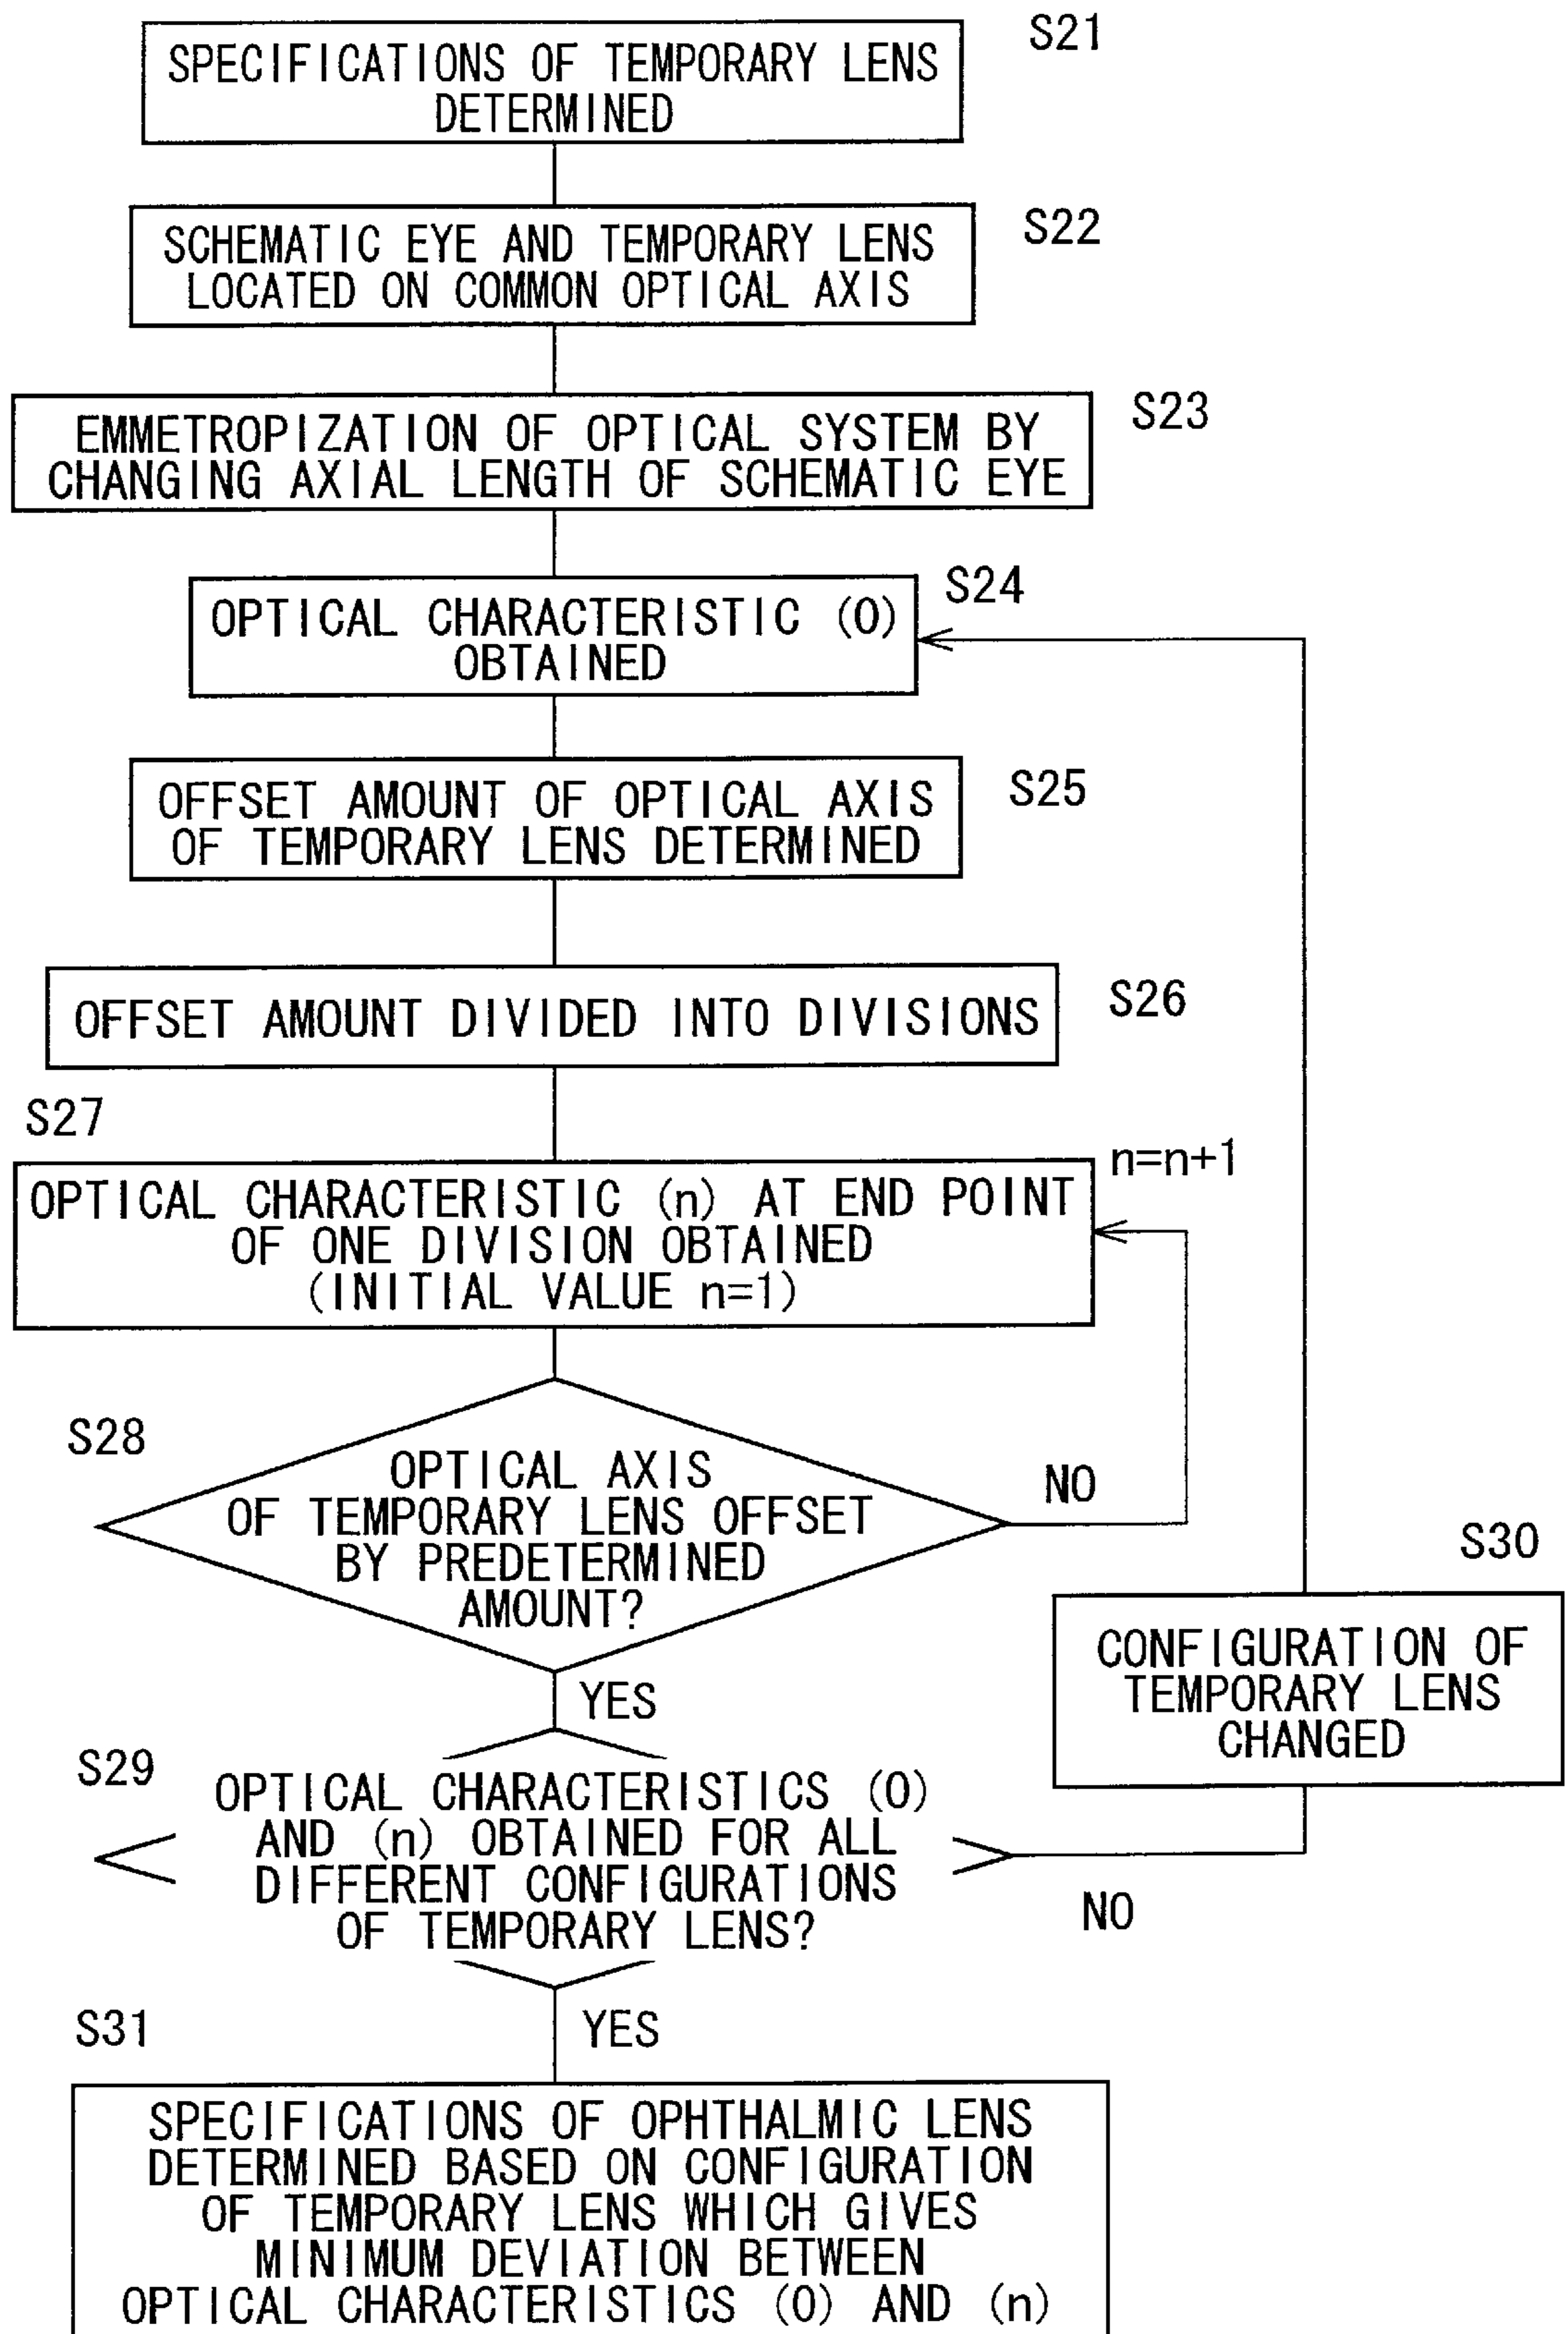 S21
SPECIFICATIONS OF TEMPORARY LENS
DETERMINED
S22
SCHEMATIC EYE AND TEMPORARY LENS
LOCATED ON COMMON OPTICAL AXIS
S23
EMMETROPIZATION OF OPTICAL SYSTEM BY
CHANGING AXIAL LENGTH OF SCHEMATIC EYE
S24
OPTICAL CHARACTERISTIC (0)
OBTAINED
S25
OFFSET AMOUNT OF OPTICAL AXIS
OF TEMPORARY LENS DETERMINED
S26
OFFSET AMOUNT DIVIDED INTO DIVISIONS
S27
n=n+1
OPTICAL CHARACTERISTIC (n) AT END POINT
OF ONE DIVISION OBTAINED
(INITIAL VALUE n=1)
S28
OPTICAL AXIS
OF TEMPORARY LENS OFFSET
BY PREDETERMINED
AMOUNT?
NO
YES
S30
CONFIGURATION OF
TEMPORARY LENS
CHANGED
S29
OPTICAL CHARACTERISTICS (0)
AND (n) OBTAINED FOR ALL
DIFFERENT CONFIGURATIONS
OF TEMPORARY LENS?
NO
YES
S31
SPECIFICATIONS OF OPHTHALMIC LENS
DETERMINED BASED ON CONFIGURATION
OF TEMPORARY LENS WHICH GIVES
MINIMUM DEVIATION BETWEEN
OPTICAL CHARACTERISTICS (0) AND (n)